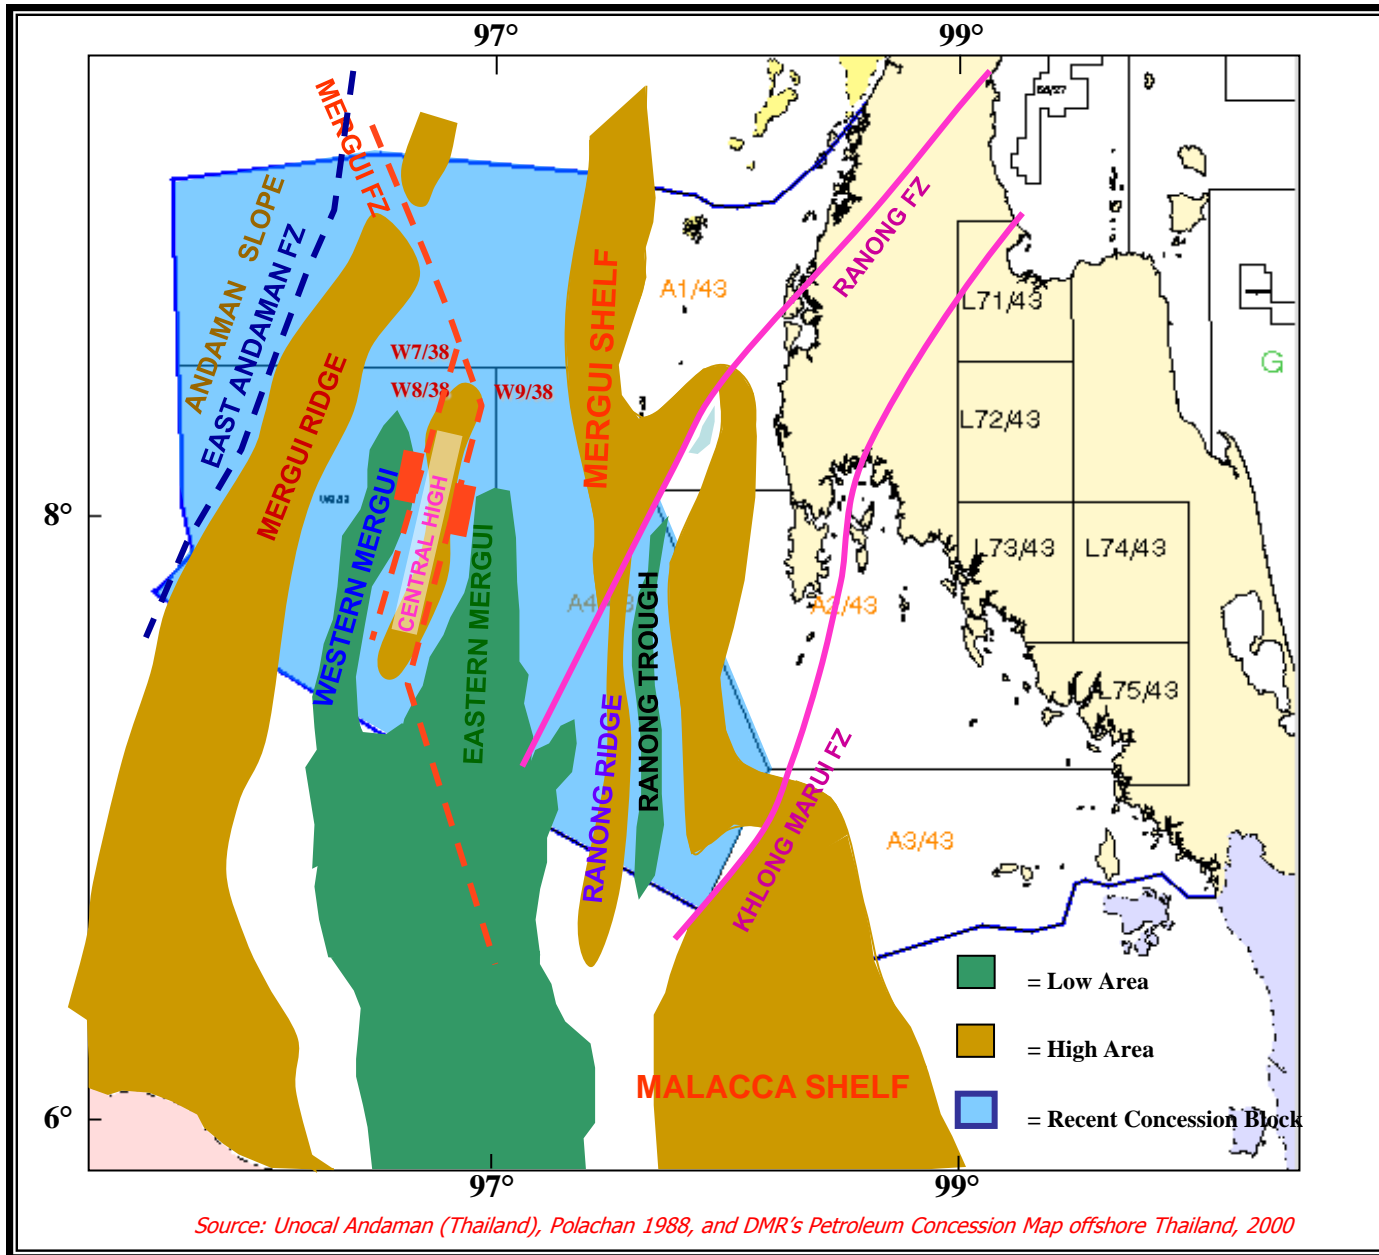 97°
99°
MERGUI FZ
ANDAMAN SLOPE
EAST ANDAMAN FZ
MERGUI RIDGE
W7/38
W8/38
W9/38
MERGUI SHELF
A1/43
RANONG FZ
L71/43
G
L72/43
8°
WESTERN MERGUI
CENTRAL HIGH
EASTERN MERGUI
L73/43
L74/43
A2/43
RANONG TROUGH
RANONG RIDGE
L75/43
KHLONG MARUI FZ
A3/43
= Low Area
= High Area
MALACCA SHELF
6°
= Recent Concession Block
97°
99°
Source: Unocal Andaman (Thailand), Polachan 1988, and DMR's Petroleum Concession Map offshore Thailand, 2000